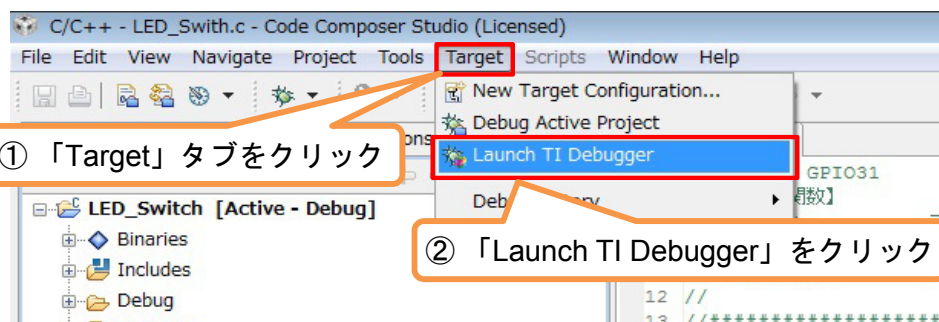 C/C++ - LED_Swith.c - Code Composer Studio (Licensed)
File Edit View Navigate Project Tools Target Scripts Window Help
New Target Configuration...
Debug Active Project
ons
① 「Target」タブをクリック
Launch TI Debugger
GPIO31
関数】
LED_Switch [Active - Debug]
Binaries
② 「Launch TI Debugger」をクリック
Includes
Debug
12 //
13 //####################